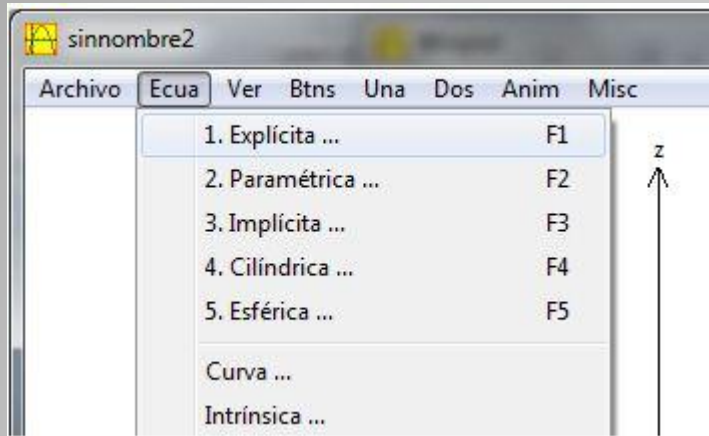 sinnombre2
Archivo Ecua Ver Btns Una Dos Anim Misc
1. Explícita ... F1
z
2. Paramétrica ... F2
3. Implícita ... F3
4. Cilíndrica ... F4
5. Esférica ... F5
Curva ...
Intrínsica ...